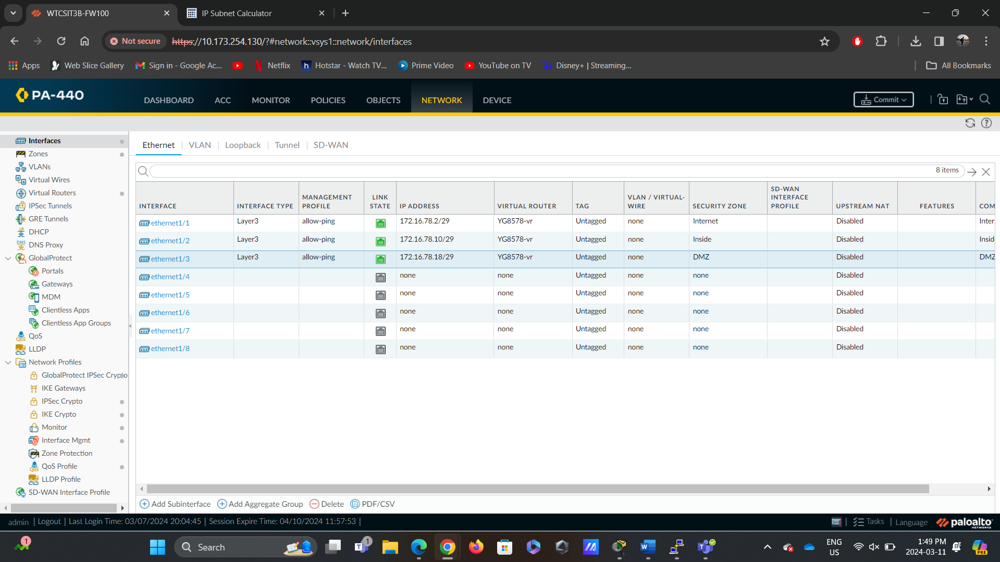 WTCSIT3B-FW100
IP Subnet Calculator
Not secure
https://10.173.254.130/?#network::vsys1::network/interfaces
Apps
Web Slice Gallery
Sign in - Google Ac...
Netflix
h
Hotstar - Watch TV...
Prime Video
YouTube on TV
Disney+ | Streaming...
All Bookmarks
PA-440
DASHBOARD
ACC
MONITOR
POLICIES
OBJECTS
NETWORK
DEVICE
Commit
Interfaces
Zones
VLANs
Virtual Wires
Virtual Routers
IPSec Tunnels
GRE Tunnels
DHCP
DNS Proxy
GlobalProtect
Portals
Gateways
MDM
Clientless Apps
Clientless App Groups
QoS
LLDP
Network Profiles
GlobalProtect IPSec Crypto
IKE Gateways
IPSec Crypto
IKE Crypto
Monitor
Interface Mgmt
Zone Protection
QoS Profile
LLDP Profile
SD-WAN Interface Profile
Ethernet | VLAN | Loopback | Tunnel | SD-WAN
8 items
INTERFACE INTERFACE TYPE MANAGEMENT PROFILE LINK STATE IP ADDRESS VIRTUAL ROUTER TAG VLAN / VIRTUAL-WIRE SECURITY ZONE SD-WAN INTERFACE PROFILE UPSTREAM NAT FEATURES COM
ethernet1/1 Layer3 allow-ping 172.16.78.2/29 YG8578-vr Untagged none Internet Disabled Inter
ethernet1/2 Layer3 allow-ping 172.16.78.10/29 YG8578-vr Untagged none Inside Disabled Insid
ethernet1/3 Layer3 allow-ping 172.16.78.18/29 YG8578-vr Untagged none DMZ Disabled DMZ
ethernet1/4 none none Untagged none none Disabled
ethernet1/5 none none Untagged none none Disabled
ethernet1/6 none none Untagged none none Disabled
ethernet1/7 none none Untagged none none Disabled
ethernet1/8 none none Untagged none none Disabled
Add Subinterface Add Aggregate Group Delete PDF/CSV
admin | Logout | Last Login Time: 03/07/2024 20:04:45 | Session Expire Time: 04/10/2024 11:57:53 |
| Tasks | Language paloalto
NETWORKS
1
Search
1
ENG
US
1:49 PM
2024-03-11
PRE